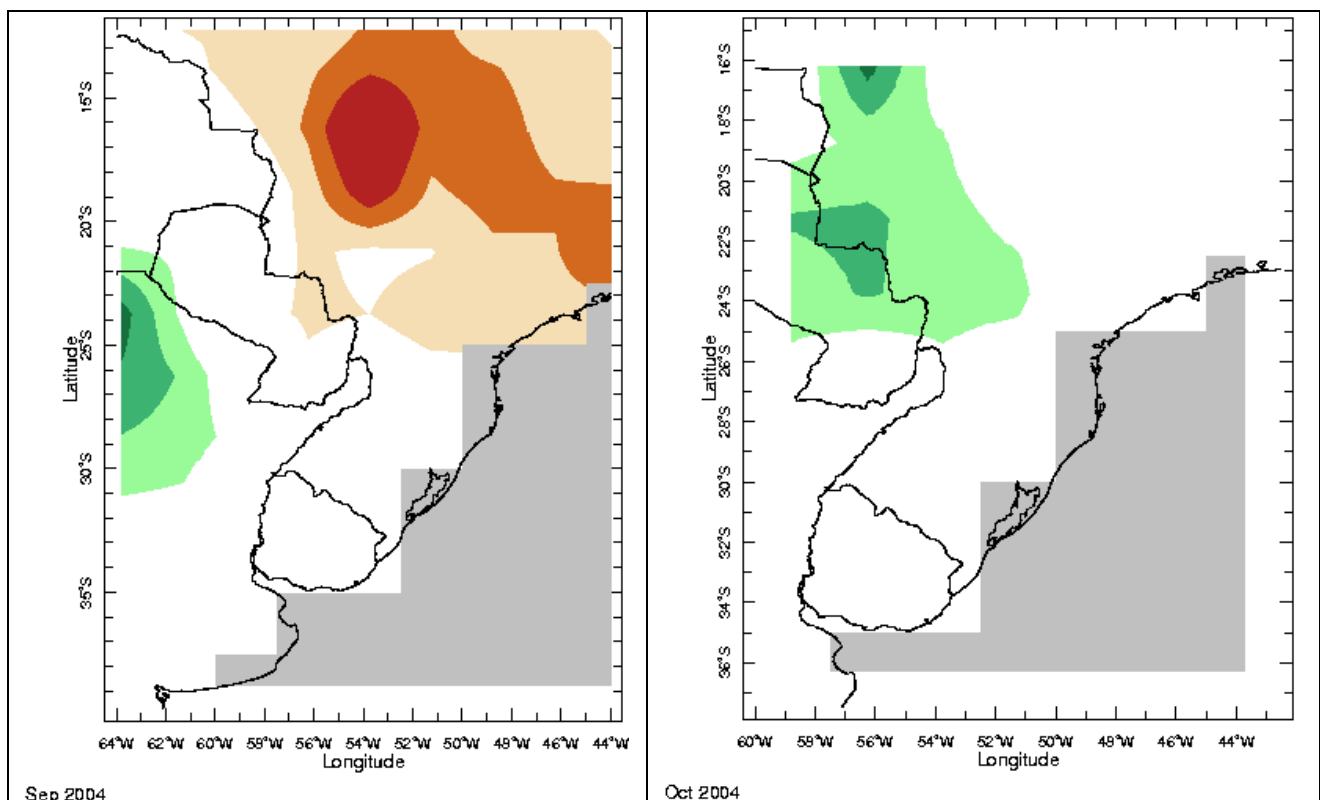 15°S
20°S
25°S
30°S
35°S
Latitude
64°W 62°W 60°W 58°W 56°W 54°W 52°W 50°W 48°W 46°W 44°W
Longitude
Sep 2004
16°S
18°S
20°S
22°S
24°S
26°S
28°S
30°S
32°S
34°S
36°S
Latitude
60°W 58°W 56°W 54°W 52°W 50°W 48°W 46°W 44°W
Longitude
Oct 2004